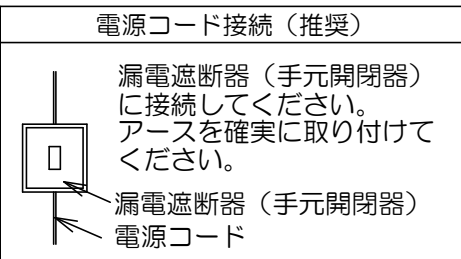 電源コード接続（推奨）
漏電遮断器（手元開閉器）
に接続してください。
アースを確実に取り付けて
ください。
漏電遮断器（手元開閉器）
電源コード